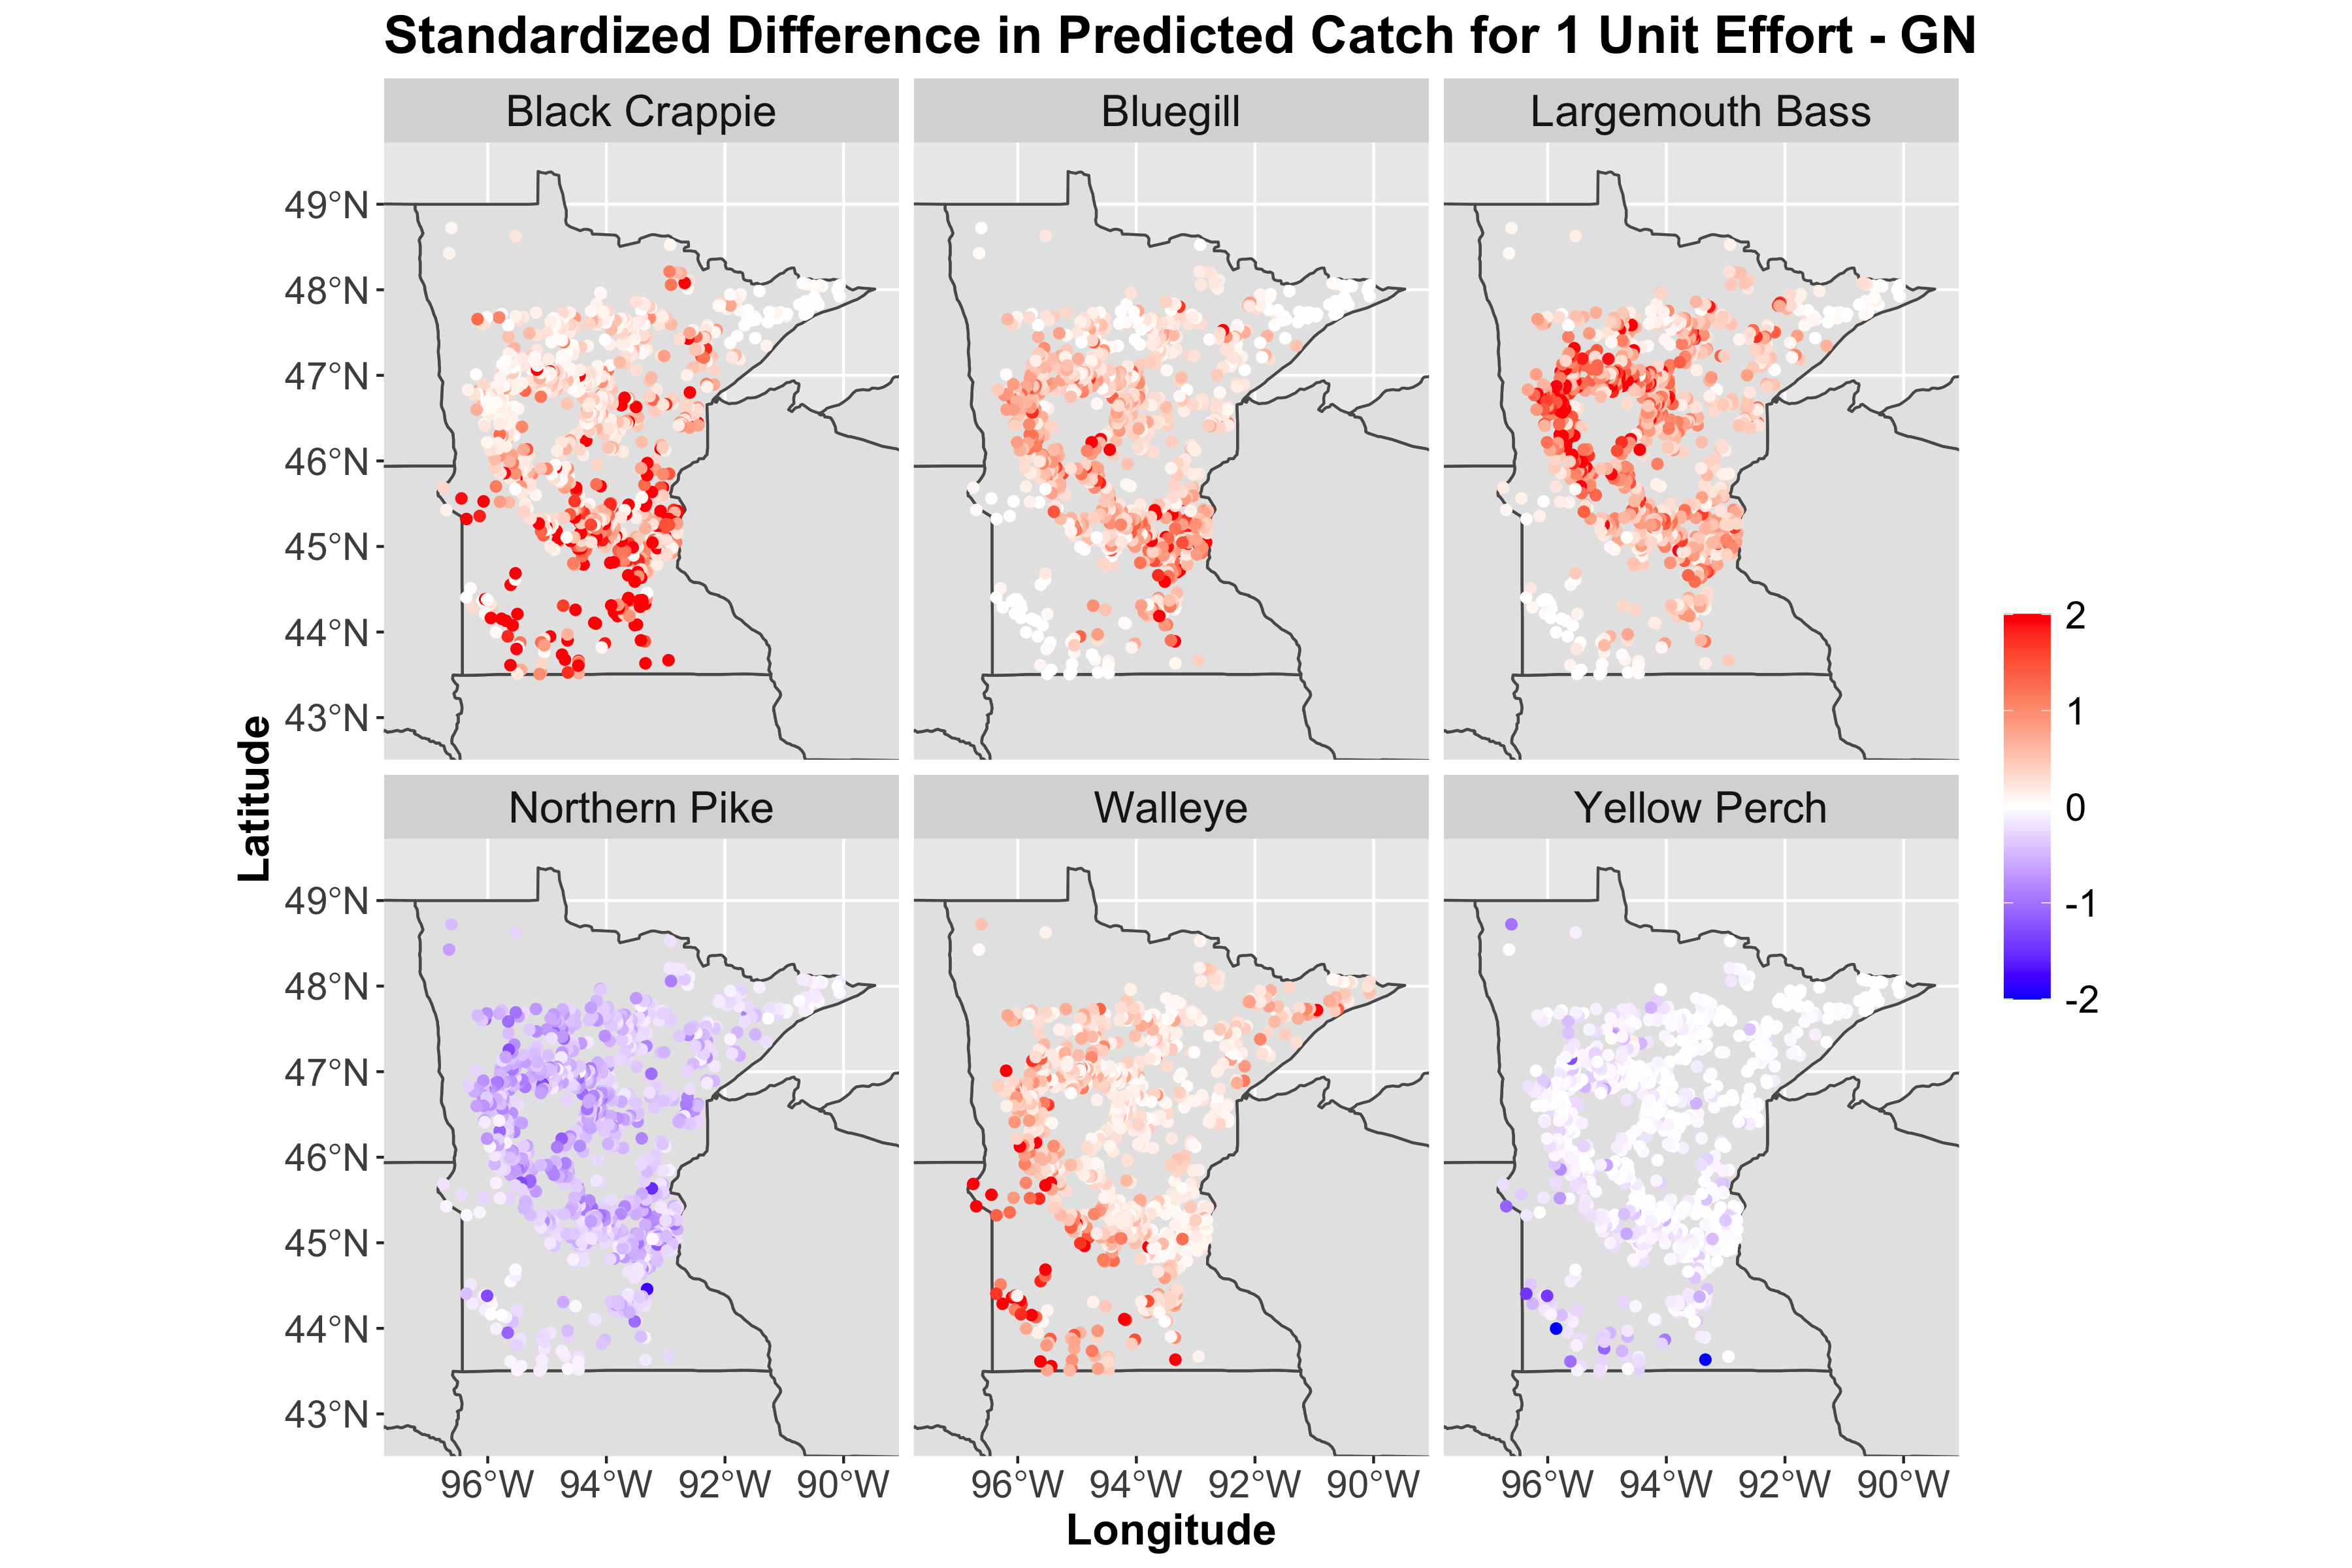 Standardized Difference in Predicted Catch for 1 Unit Effort - GN
Black Crappie
Bluegill
Largemouth Bass
49°N
48°N
47°N
46°N
45°N
44°N
43°N
Northern Pike
Walleye
Yellow Perch
49°N
48°N
47°N
46°N
45°N
44°N
43°N
96°W 94°W 92°W 90°W
96°W 94°W 92°W 90°W
96°W 94°W 92°W 90°W
Longitude
Latitude
2
1
0
-1
-2